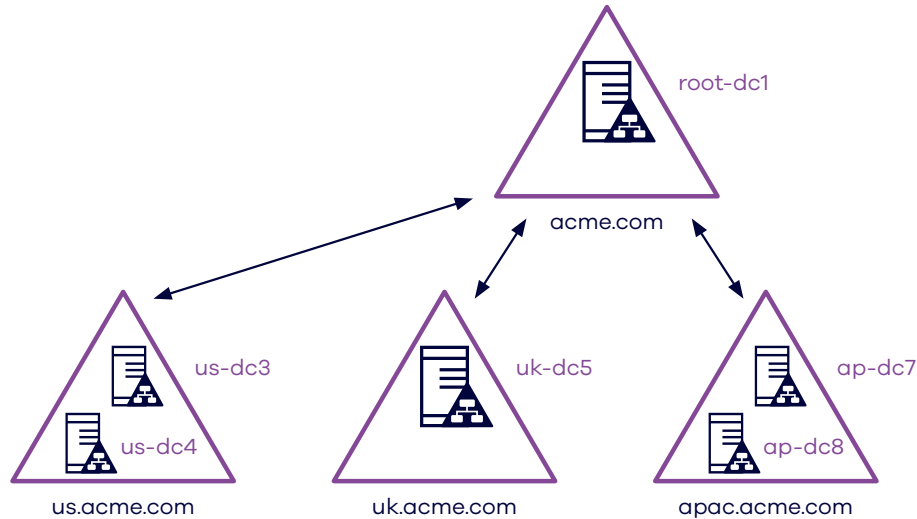 root-dc1
acme.com
us-dc3
us-dc4
us.acme.com
uk-dc5
uk.acme.com
ap-dc7
ap-dc8
apac.acme.com